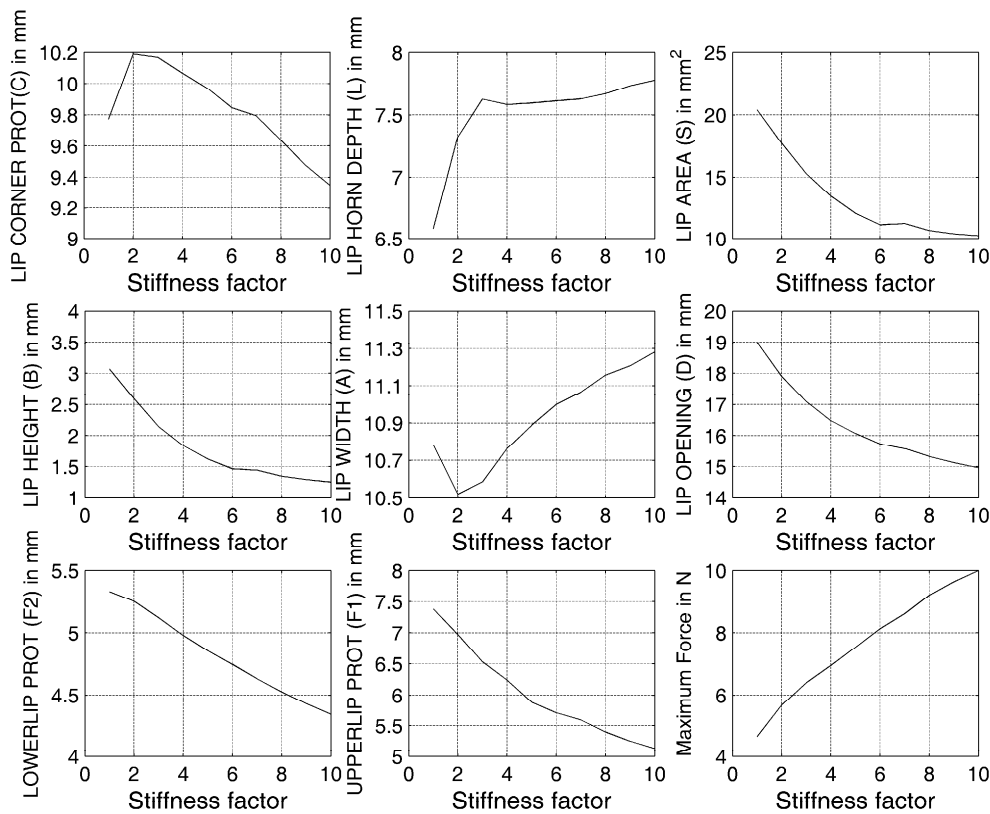 LIP CORNER PROT(C) in mm
10.2
10
9.8
9.6
9.4
9.2
9
0 2 4 6 8 10
Stiffness factor
LIP HORN DEPTH (L) in mm
8
7.5
7
6.5
0 2 4 6 8 10
Stiffness factor
LIP AREA (S) in mm²
25
20
15
10
0 2 4 6 8 10
Stiffness factor
LIP HEIGHT (B) in mm
4
3.5
3
2.5
2
1.5
1
0 2 4 6 8 10
Stiffness factor
LIP WIDTH (A) in mm
11.5
11.3
11.1
10.9
10.7
10.5
0 2 4 6 8 10
Stiffness factor
LIP OPENING (D) in mm
20
19
18
17
16
15
14
0 2 4 6 8 10
Stiffness factor
LOWERLIP PROT (F2) in mm
5.5
5
4.5
4
0 2 4 6 8 10
Stiffness factor
UPPERLIP PROT (F1) in mm
8
7.5
7
6.5
6
5.5
5
0 2 4 6 8 10
Stiffness factor
Maximum Force in N
10
8
6
4
0 2 4 6 8 10
Stiffness factor